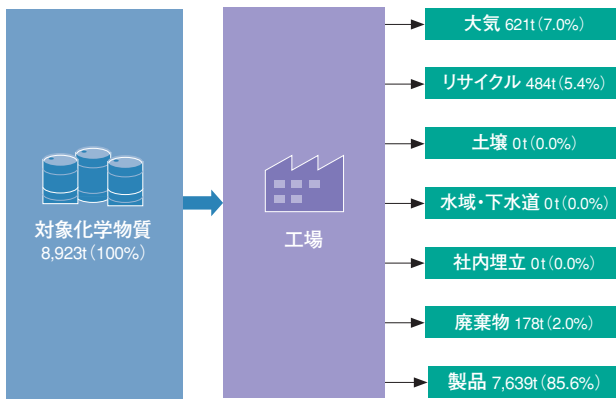 対象化学物質
8,923t(100%)
工場
大気 621t(7.0%)
リサイクル 484t(5.4%)
土壌 0t(0.0%)
水域・下水道 0t(0.0%)
社内埋立 0t(0.0%)
廃棄物 178t(2.0%)
製品 7,639t(85.6%)